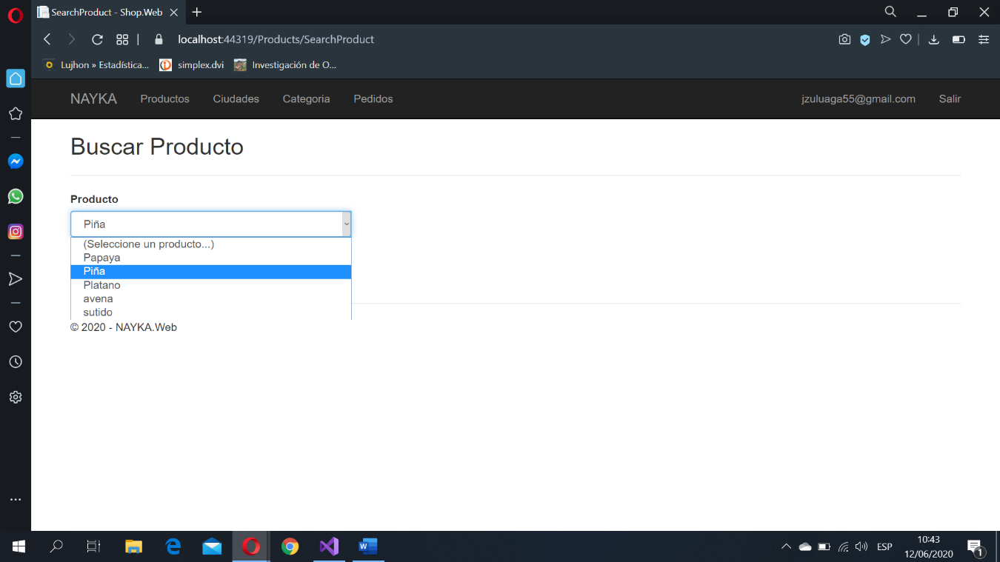 SearchProduct - Shop.Web
localhost:44319/Products/SearchProduct
Lujhon » Estadística... simplex.dvi Investigación de O...
NAYKA Productos Ciudades Categoria Pedidos jzuluaga55@gmail.com Salir
Buscar Producto
Producto
Piña
(Seleccione un producto...)
Papaya
Piña
Platano
avena
sutido
© 2020 - NAYKA.Web
ESP
10:43
12/06/2020
1